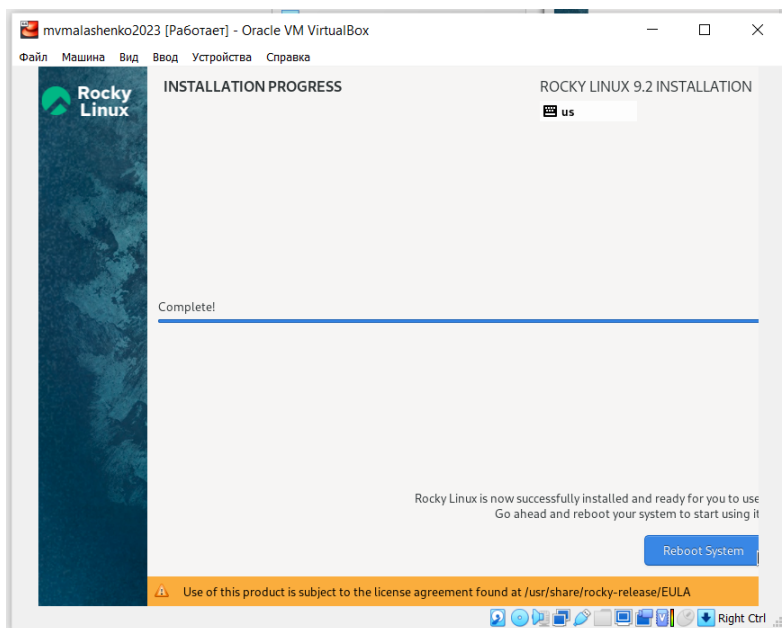 mvmalashenko2023 [Работает] - Oracle VM VirtualBox
Файл Машина Вид Ввод Устройства Справка
Rocky
Linux
INSTALLATION PROGRESS
ROCKY LINUX 9.2 INSTALLATION
us
Complete!
Rocky Linux is now successfully installed and ready for you to use
Go ahead and reboot your system to start using it
Reboot System
Use of this product is subject to the license agreement found at /usr/share/rocky-release/EULA
Right Ctrl